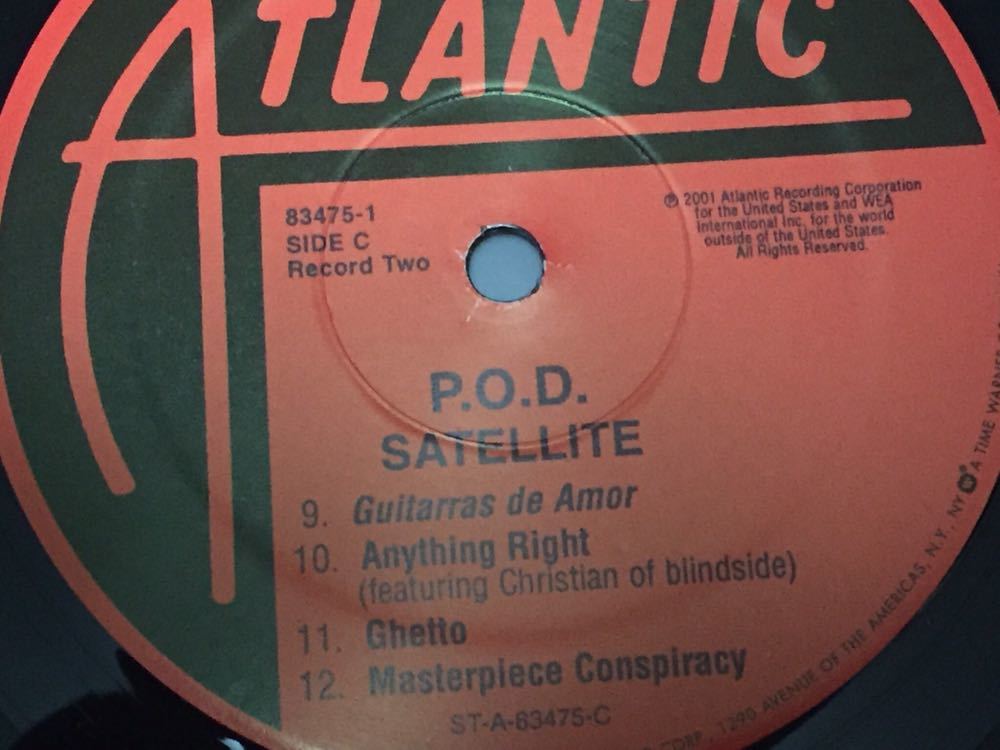 ATLANTIC
83475-1
SIDE C
Record Two
℗ 2001 Atlantic Recording Corporation
for the United States and WEA
International Inc. for the world
outside of the United States.
All Rights Reserved.
P.O.D.
SATELLITE
9. Guitarras de Amor
10. Anything Right
(featuring Christian of blindside)
11. Ghetto
12. Masterpiece Conspiracy
ST-A-83475-C
CORP., 1290 AVENUE OF THE AMERICAS, N.Y., NY A TIME WARNER